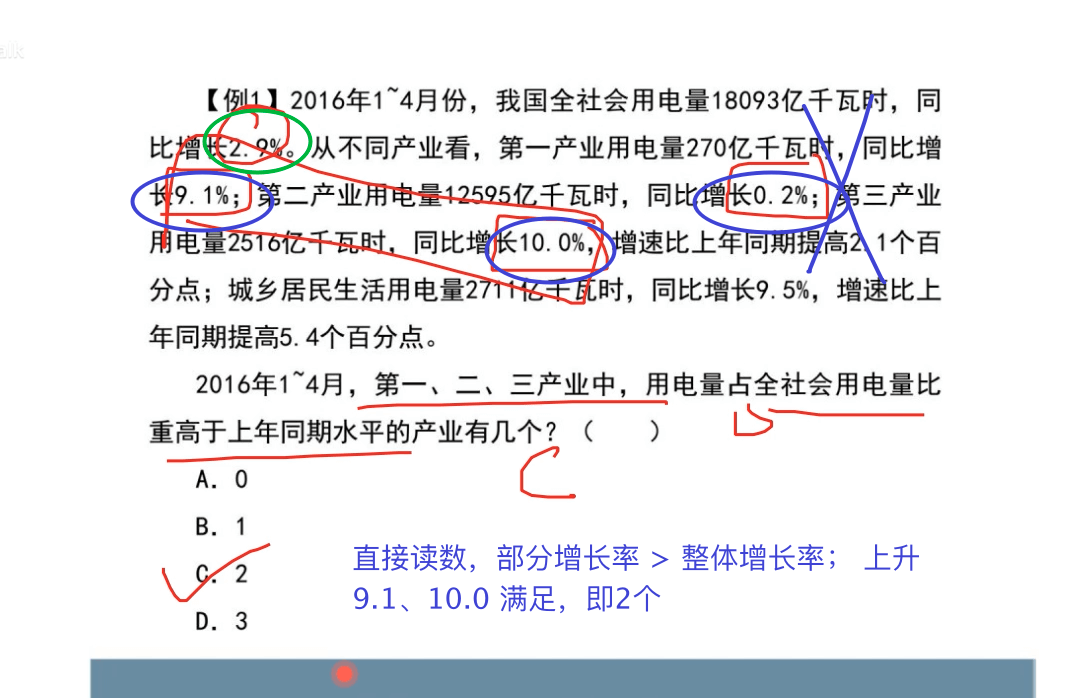 alk
【例1】2016年1~4月份，我国全社会用电量18093亿千瓦时，同
比增长2.9%。从不同产业看，第一产业用电量270亿千瓦时，同比增
长9.1%；第二产业用电量12595亿千瓦时，同比增长0.2%；第三产业
用电量2516亿千瓦时，同比增长10.0%，增速比上年同期提高2.1个百
分点；城乡居民生活用电量2711亿千瓦时，同比增长9.5%，增速比上
年同期提高5.4个百分点。
2016年1~4月，第一、二、三产业中，用电量占全社会用电量比
重高于上年同期水平的产业有几个？（　　）
A. 0
B. 1
C. 2
D. 3
C
直接读数，部分增长率 > 整体增长率； 上升
9.1、10.0 满足，即2个